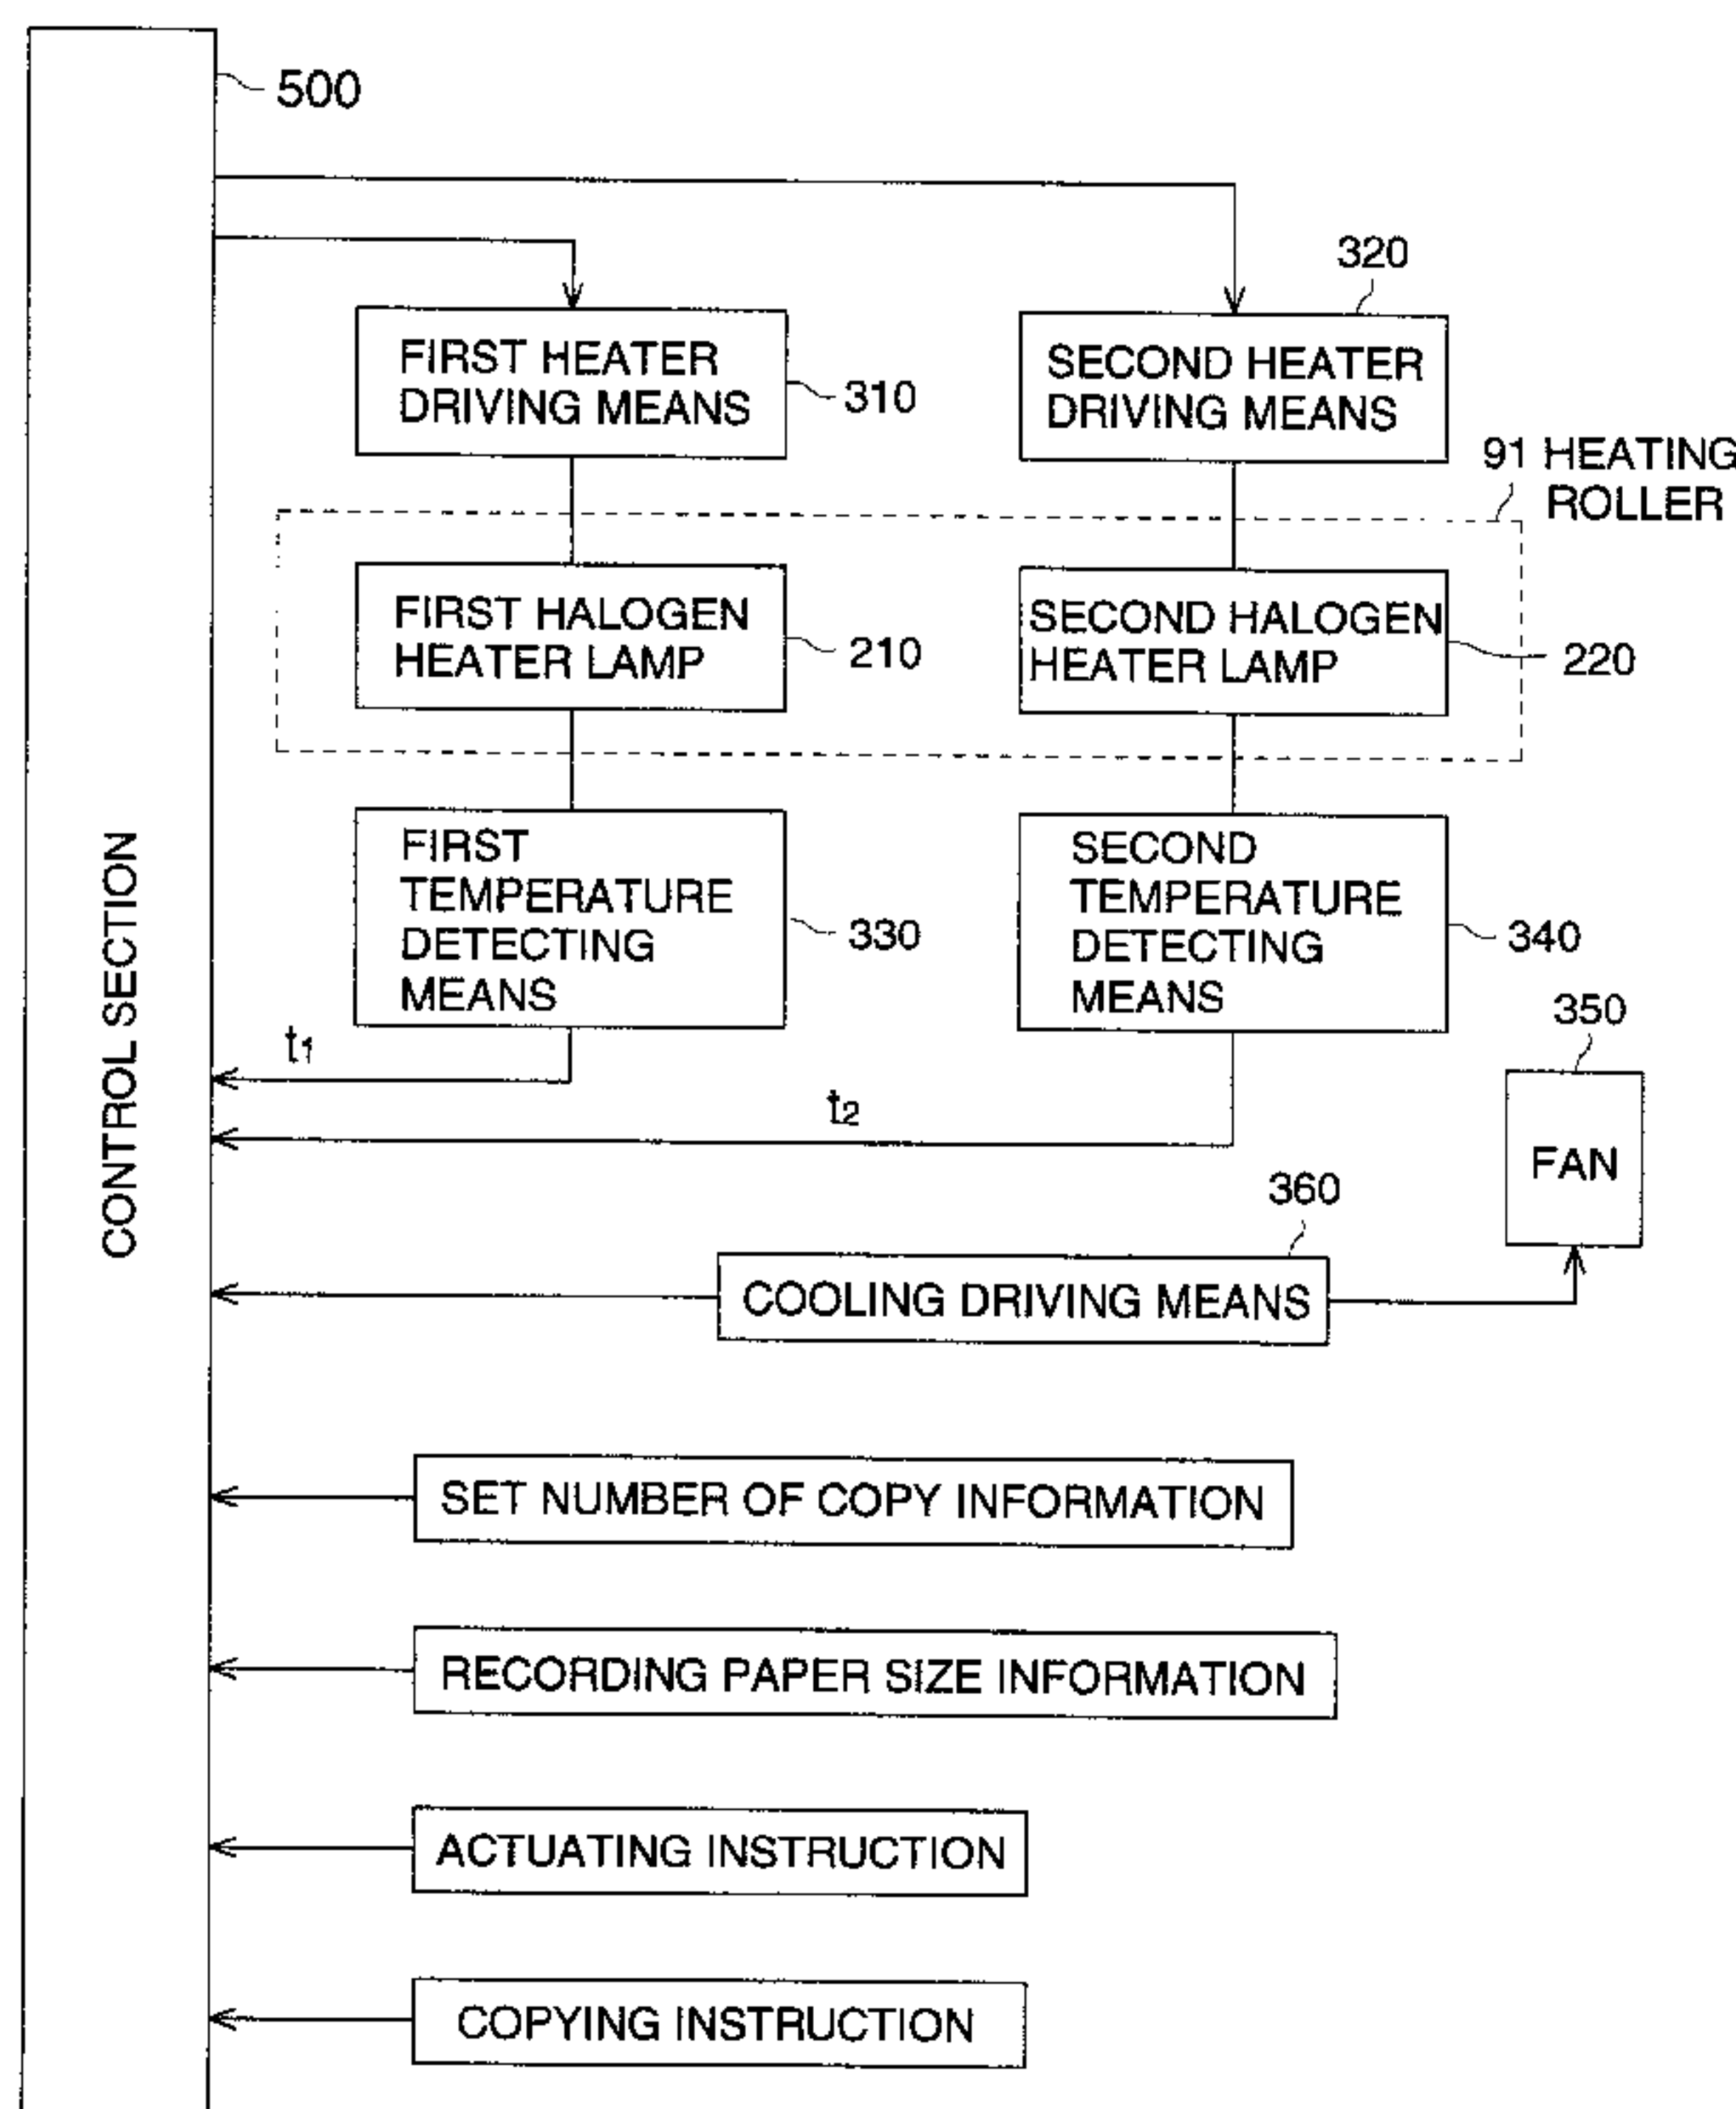 500
320
FIRST HEATER
DRIVING MEANS
310
SECOND HEATER
DRIVING MEANS
91 HEATING
ROLLER
FIRST HALOGEN
HEATER LAMP
210
SECOND HALOGEN
HEATER LAMP
220
FIRST
TEMPERATURE
DETECTING
MEANS
330
SECOND
TEMPERATURE
DETECTING
MEANS
340
CONTROL SECTION
t1
t2
350
FAN
360
COOLING DRIVING MEANS
SET NUMBER OF COPY INFORMATION
RECORDING PAPER SIZE INFORMATION
ACTUATING INSTRUCTION
COPYING INSTRUCTION